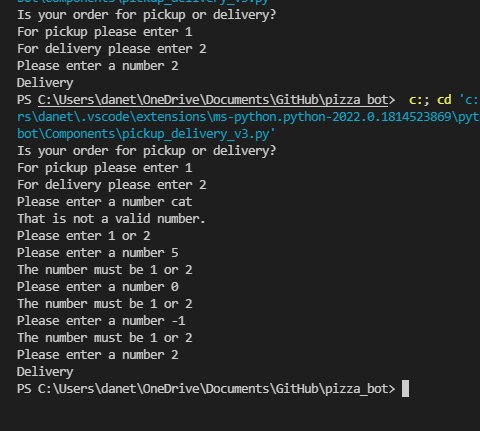 bot\Components\pickup_delivery_v3.py'
Is your order for pickup or delivery?
For pickup please enter 1
For delivery please enter 2
Please enter a number 2
Delivery
PS C:\Users\danet\OneDrive\Documents\GitHub\pizza_bot>  c:; cd 'c:
rs\danet\.vscode\extensions\ms-python.python-2022.0.1814523869\pyt
bot\Components\pickup_delivery_v3.py'
Is your order for pickup or delivery?
For pickup please enter 1
For delivery please enter 2
Please enter a number cat
That is not a valid number.
Please enter 1 or 2
Please enter a number 5
The number must be 1 or 2
Please enter a number 0
The number must be 1 or 2
Please enter a number -1
The number must be 1 or 2
Please enter a number 2
Delivery
PS C:\Users\danet\OneDrive\Documents\GitHub\pizza_bot>